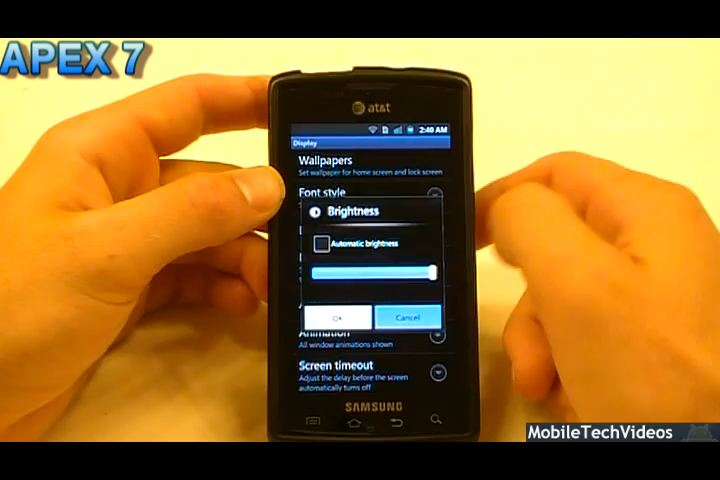 APEX 7
at&t
2:40 AM
Display
Wallpapers
Set wallpaper for home screen and lock screen
Font style
Brightness
Automatic brightness
Cancel
Animation
All window animations shown
Screen timeout
Adjust the delay before the screen
automatically turns off
SAMSUNG
MobileTechVideos